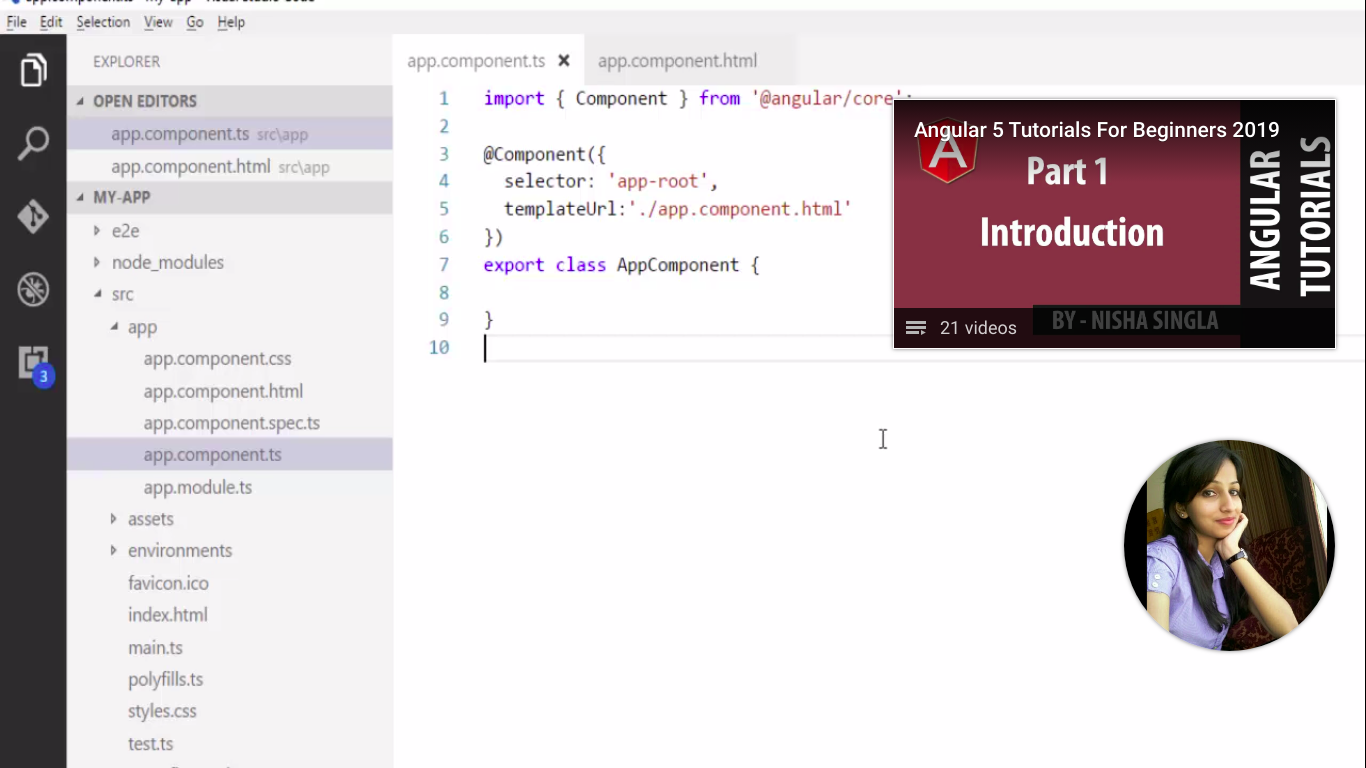 File Edit Selection View Go Help
EXPLORER
OPEN EDITORS
app.component.ts src\app
app.component.html src\app
MY-APP
e2e
node_modules
src
app
app.component.css
app.component.html
app.component.spec.ts
app.component.ts
app.module.ts
assets
environments
favicon.ico
index.html
main.ts
polyfills.ts
styles.css
test.ts
3
app.component.ts × app.component.html
1 import { Component } from '@angular/core';
2
3 @Component({
4 selector: 'app-root',
5 templateUrl:'./app.component.html'
6 })
7 export class AppComponent {
8
9 }
10
Angular 5 Tutorials For Beginners 2019
A
Part 1
Introduction
ANGULAR
TUTORIALS
21 videos
BY - NISHA SINGLA